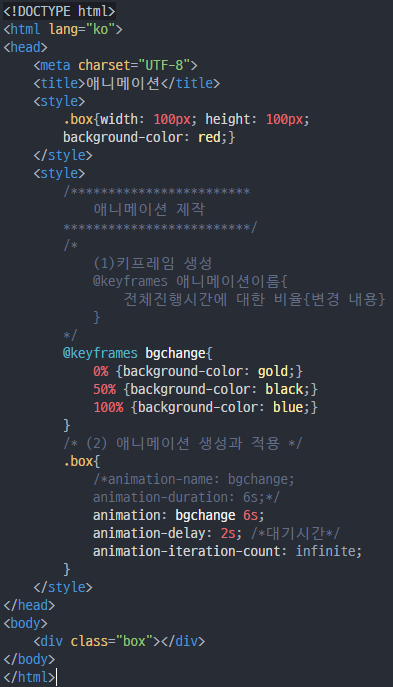 <!DOCTYPE html>
<html lang="ko">
<head>
    <meta charset="UTF-8">
    <title>애니메이션</title>
    <style>
        .box{width: 100px; height: 100px;
        background-color: red;}
    </style>
    <style>
        /************************
            애니메이션 제작
        *************************/
        /*
            (1)키프레임 생성
            @keyframes 애니메이션이름{
                전체진행시간에 대한 비율{변경 내용}
            }
        */
        @keyframes bgchange{
            0% {background-color: gold;}
            50% {background-color: black;}
            100% {background-color: blue;}
        }
        /* (2) 애니메이션 생성과 적용 */
        .box{
            /*animation-name: bgchange;
            animation-duration: 6s;*/
            animation: bgchange 6s;
            animation-delay: 2s; /*대기시간*/
            animation-iteration-count: infinite;
        }
    </style>
</head>
<body>
    <div class="box"></div>
</body>
</html>